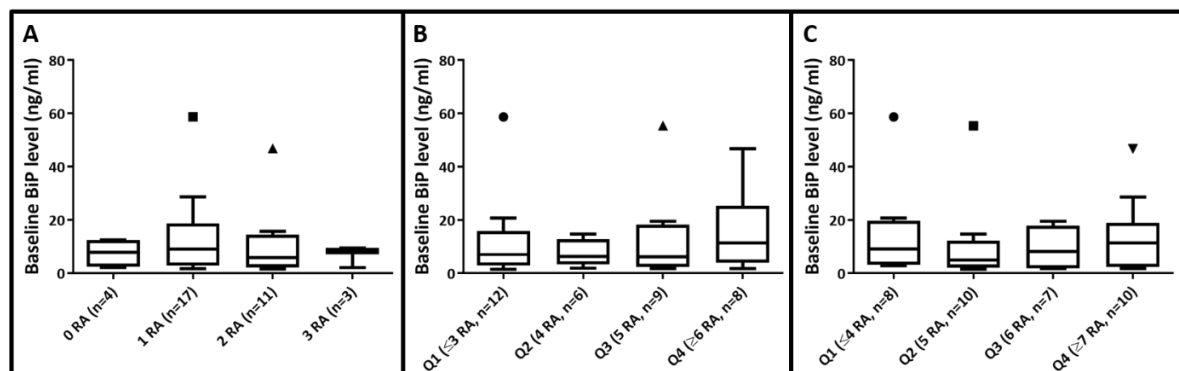 A
Baseline BiP level (ng/ml)
80
60
40
20
0
0 RA (n=4)
1 RA (n=17)
2 RA (n=11)
3 RA (n=3)
B
Baseline BiP level (ng/ml)
80
60
40
20
0
Q1 (≤3 RA, n=12)
Q2 (4 RA, n=6)
Q3 (5 RA, n=9)
Q4 (≥6 RA, n=8)
C
Baseline BiP level (ng/ml)
80
60
40
20
0
Q1 (≤4 RA, n=8)
Q2 (5 RA, n=10)
Q3 (6 RA, n=7)
Q4 (≥7 RA, n=10)